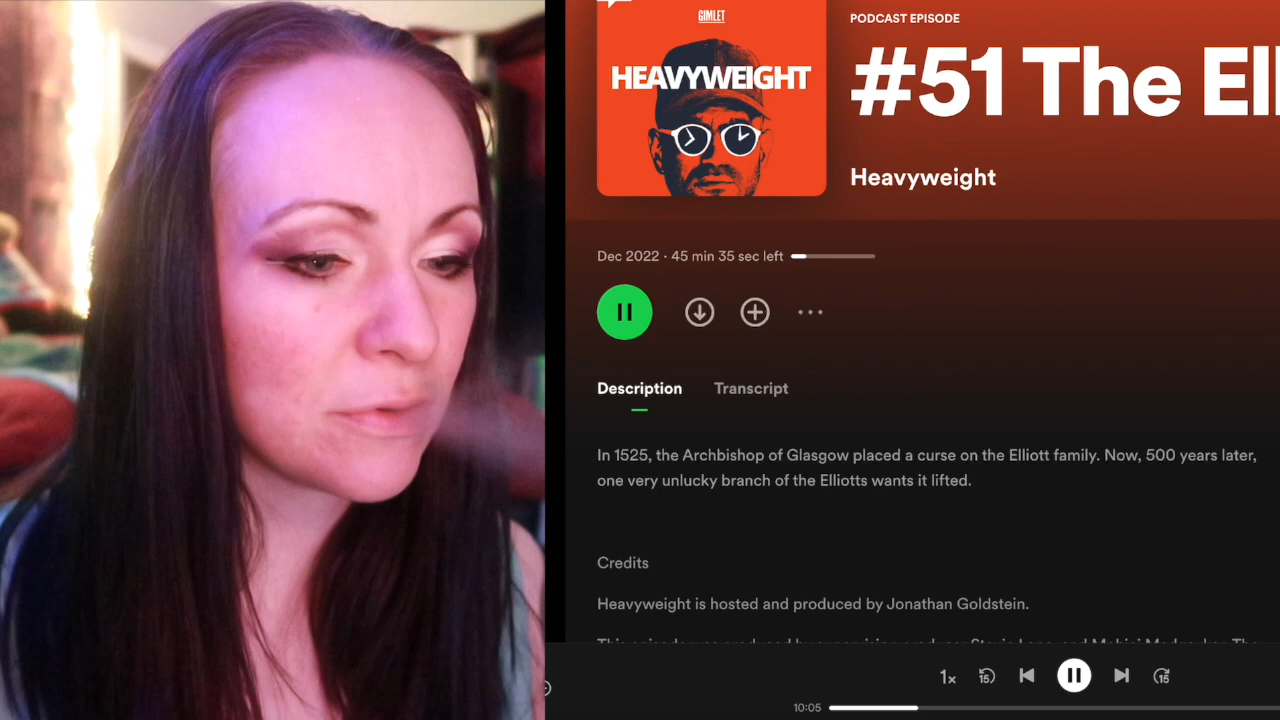 GIMLET
HEAVYWEIGHT
PODCAST EPISODE
#51 The Ell
Heavyweight
Dec 2022 · 45 min 35 sec left
Description
Transcript
In 1525, the Archbishop of Glasgow placed a curse on the Elliott family. Now, 500 years later,
one very unlucky branch of the Elliotts wants it lifted.
Credits
Heavyweight is hosted and produced by Jonathan Goldstein.
1x
15
15
10:05